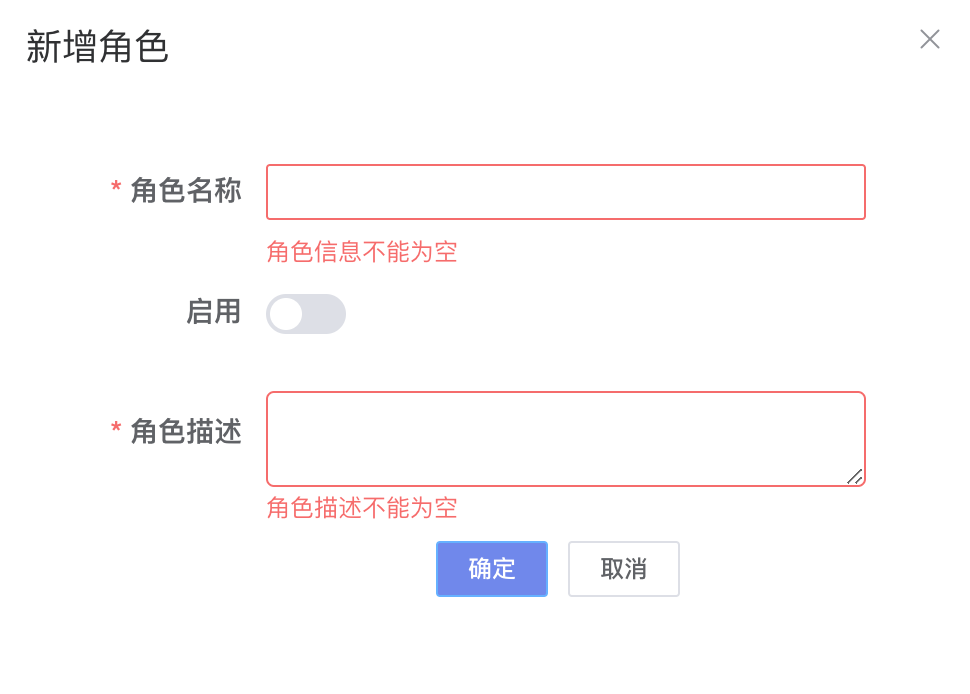 新增角色
* 角色名称
角色信息不能为空
启用
* 角色描述
角色描述不能为空
确定 取消